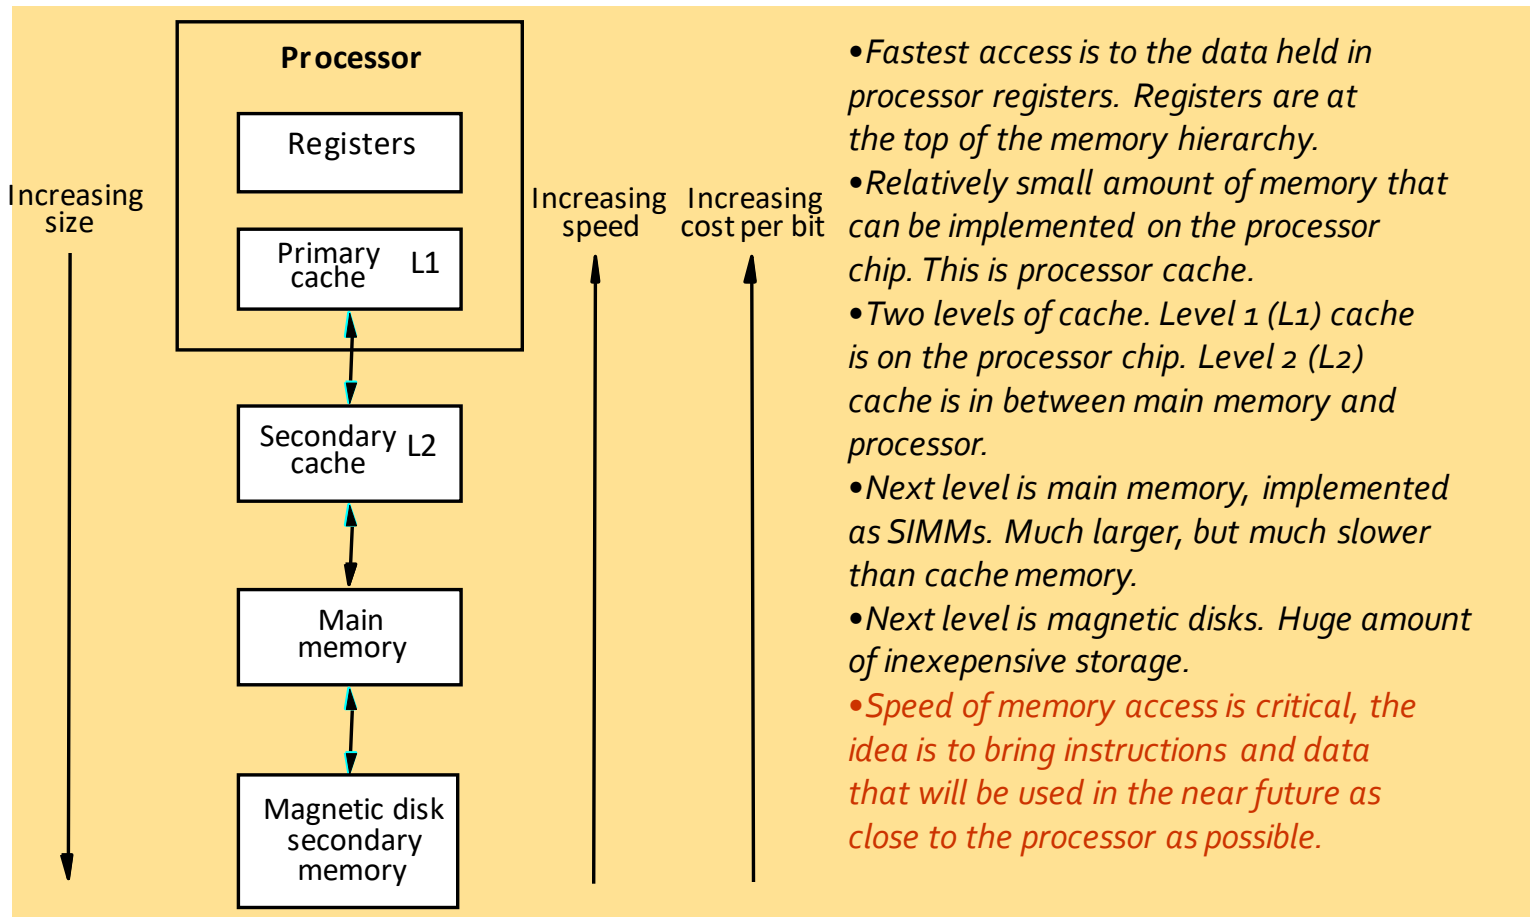 Processor
Registers
Primary
cache
L1
Secondary
cache
L2
Main
memory
Magnetic disk
secondary
memory
Increasing
size
Increasing
speed
Increasing
cost per bit
•Fastest access is to the data held in
processor registers. Registers are at
the top of the memory hierarchy.
•Relatively small amount of memory that
can be implemented on the processor
chip. This is processor cache.
•Two levels of cache. Level 1 (L1) cache
is on the processor chip. Level 2 (L2)
cache is in between main memory and
processor.
•Next level is main memory, implemented
as SIMMs. Much larger, but much slower
than cache memory.
•Next level is magnetic disks. Huge amount
of inexepensive storage.
•Speed of memory access is critical, the
idea is to bring instructions and data
that will be used in the near future as
close to the processor as possible.